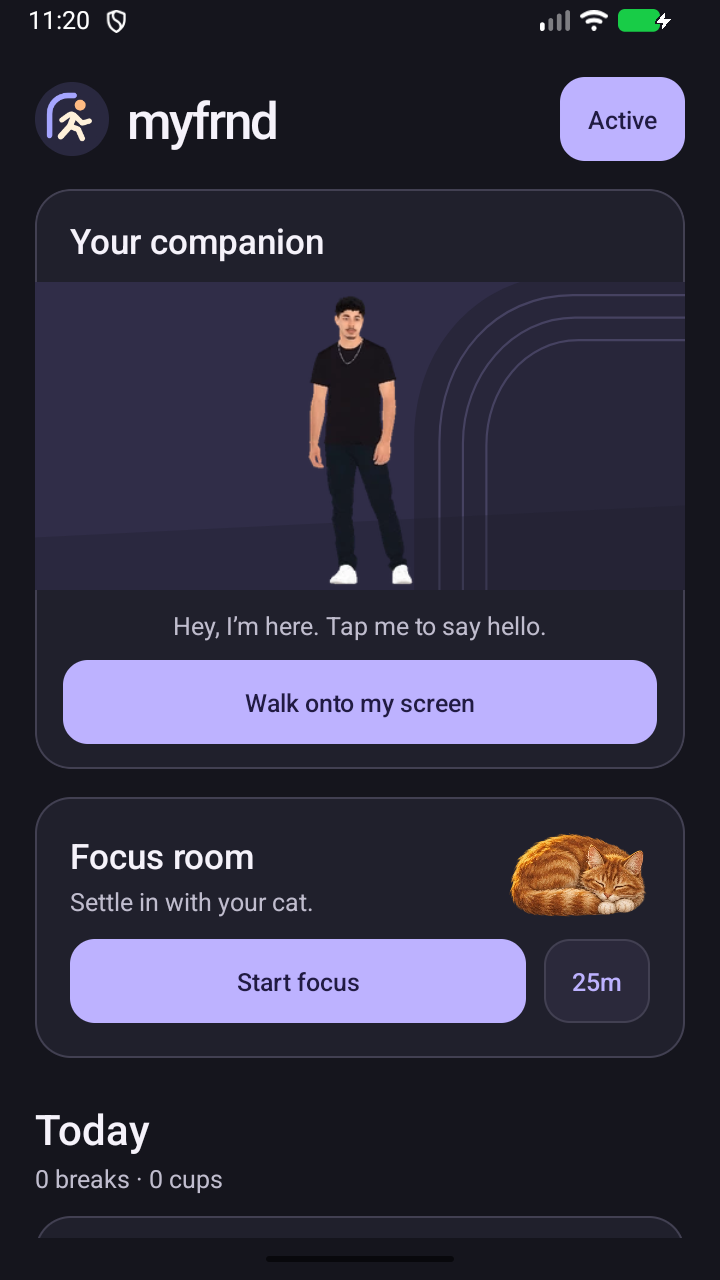 11:20
myfrnd
Active
Your companion
Hey, I’m here. Tap me to say hello.
Walk onto my screen
Focus room
Settle in with your cat.
Start focus
25m
Today
0 breaks · 0 cups